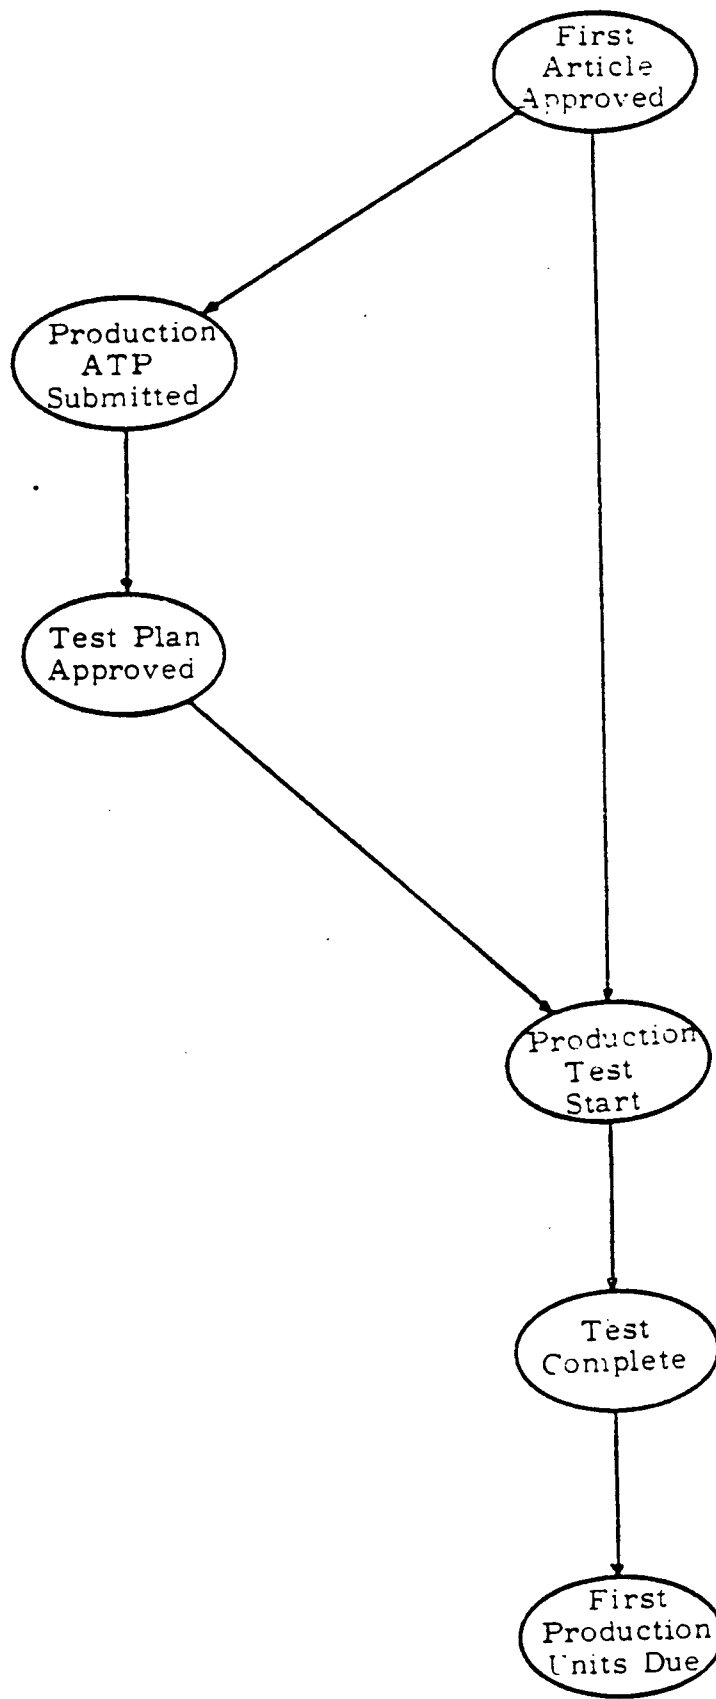 First
Article
Approved
Production
ATP
Submitted
Test Plan
Approved
Production
Test
Start
Test
Complete
First
Production
Units Due